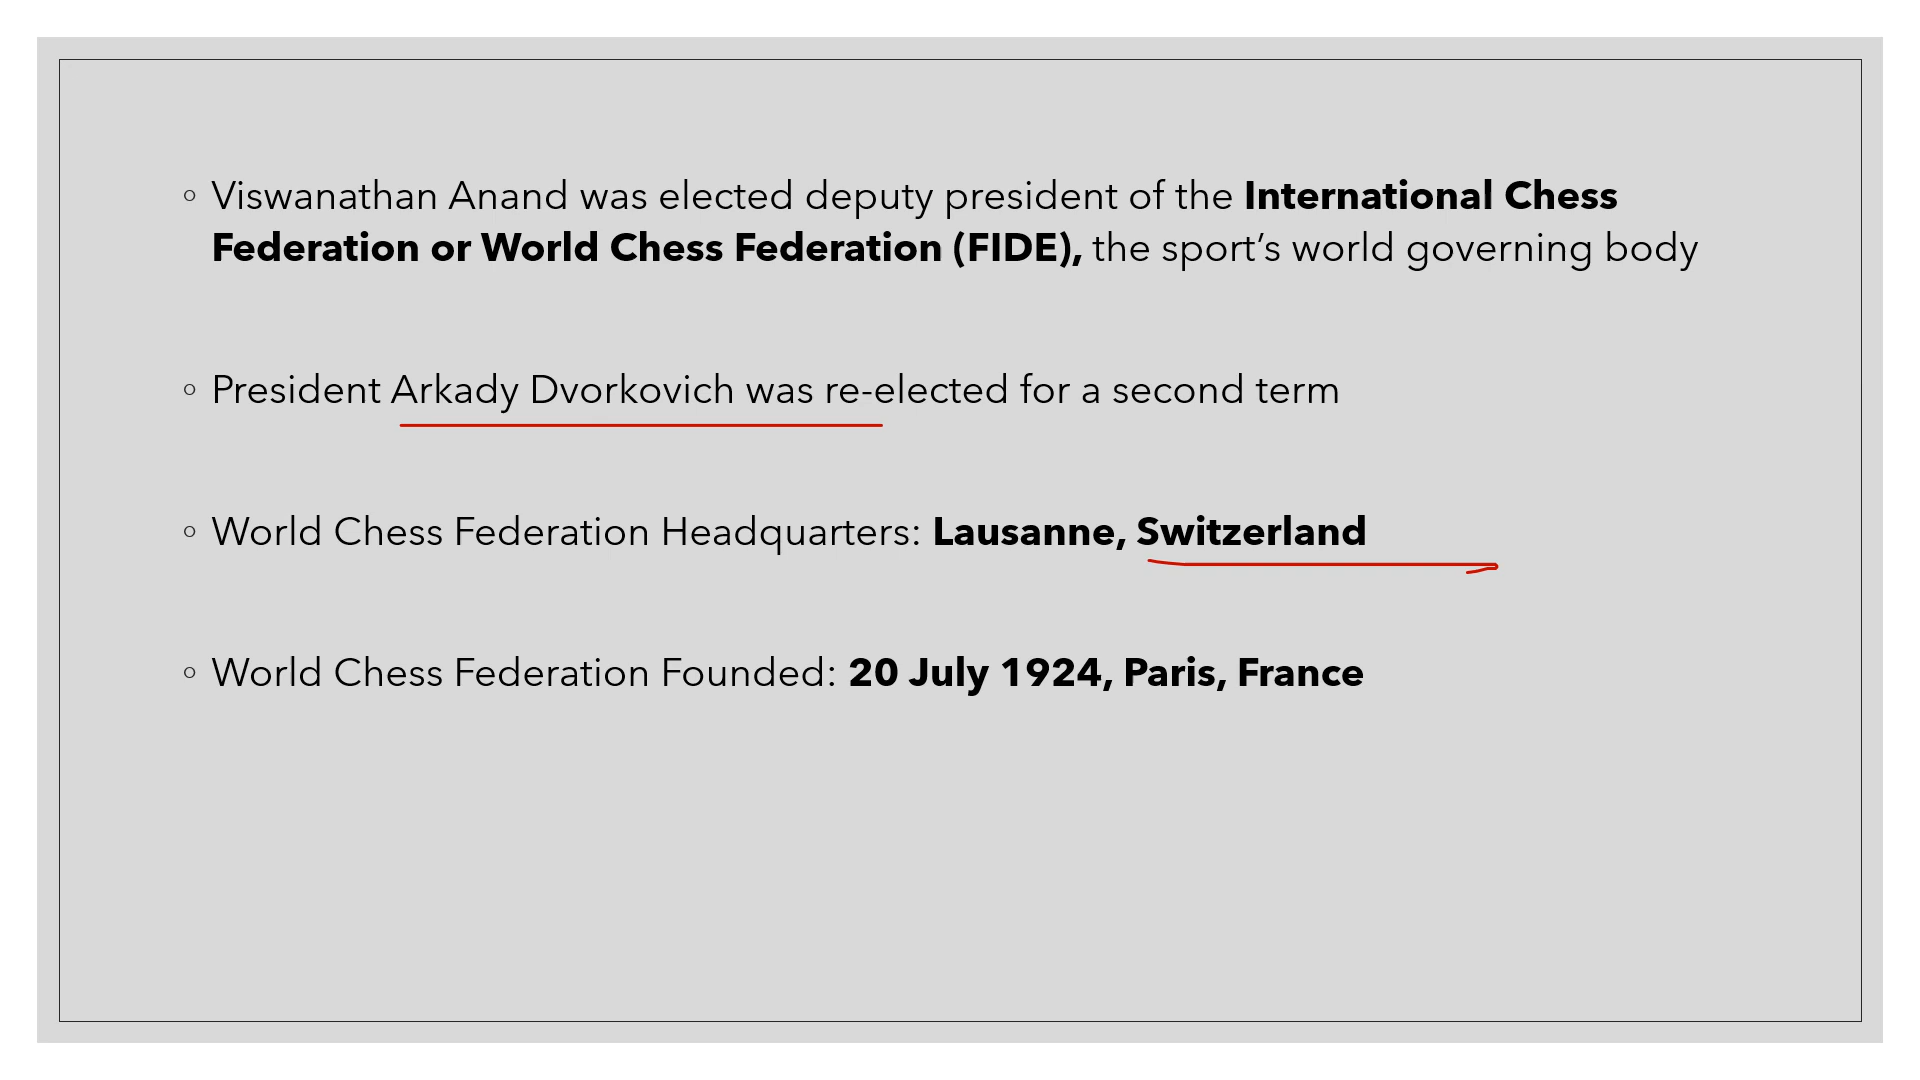 ◦ Viswanathan Anand was elected deputy president of the International Chess
Federation or World Chess Federation (FIDE), the sport’s world governing body
◦ President Arkady Dvorkovich was re-elected for a second term
◦ World Chess Federation Headquarters: Lausanne, Switzerland
◦ World Chess Federation Founded: 20 July 1924, Paris, France